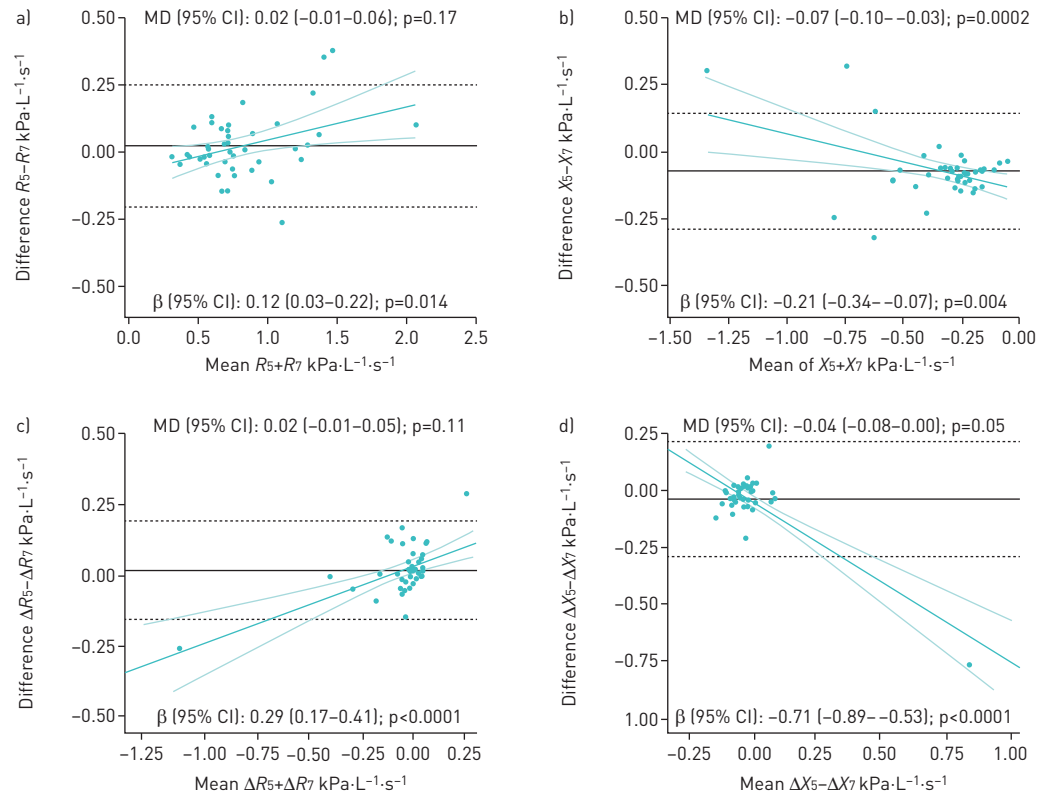 a)
MD (95% CI): 0.02 (–0.01–0.06); p=0.17
Difference R5–R7 kPa·L–1·s–1
0.50
0.25
0.00
–0.25
–0.50
β (95% CI): 0.12 (0.03–0.22); p=0.014
0.0 0.5 1.0 1.5 2.0 2.5
Mean R5+R7 kPa·L–1·s–1
b)
MD (95% CI): –0.07 (–0.10– –0.03); p=0.0002
Difference X5–X7 kPa·L–1·s–1
0.50
0.25
0.00
–0.25
–0.50
β (95% CI): –0.21 (–0.34– –0.07); p=0.004
–1.50 –1.25 –1.00 –0.75 –0.50 –0.25 0.00
Mean of X5+X7 kPa·L–1·s–1
c)
MD (95% CI): 0.02 (–0.01–0.05); p=0.11
Difference ΔR5–ΔR7 kPa·L–1·s–1
0.50
0.25
0.00
–0.25
–0.50
β (95% CI): 0.29 (0.17–0.41); p<0.0001
–1.25 –1.00 –0.75 –0.50 –0.25 0.00 0.25
Mean ΔR5+ΔR7 kPa·L–1·s–1
d)
MD (95% CI): –0.04 (–0.08–0.00); p=0.05
Difference ΔX5–ΔX7 kPa·L–1·s–1
0.25
0.00
–0.25
–0.50
–0.75
1.00
β (95% CI): –0.71 (–0.89– –0.53); p<0.0001
–0.25 0.00 0.25 0.50 0.75 1.00
Mean ΔX5–ΔX7 kPa·L–1·s–1